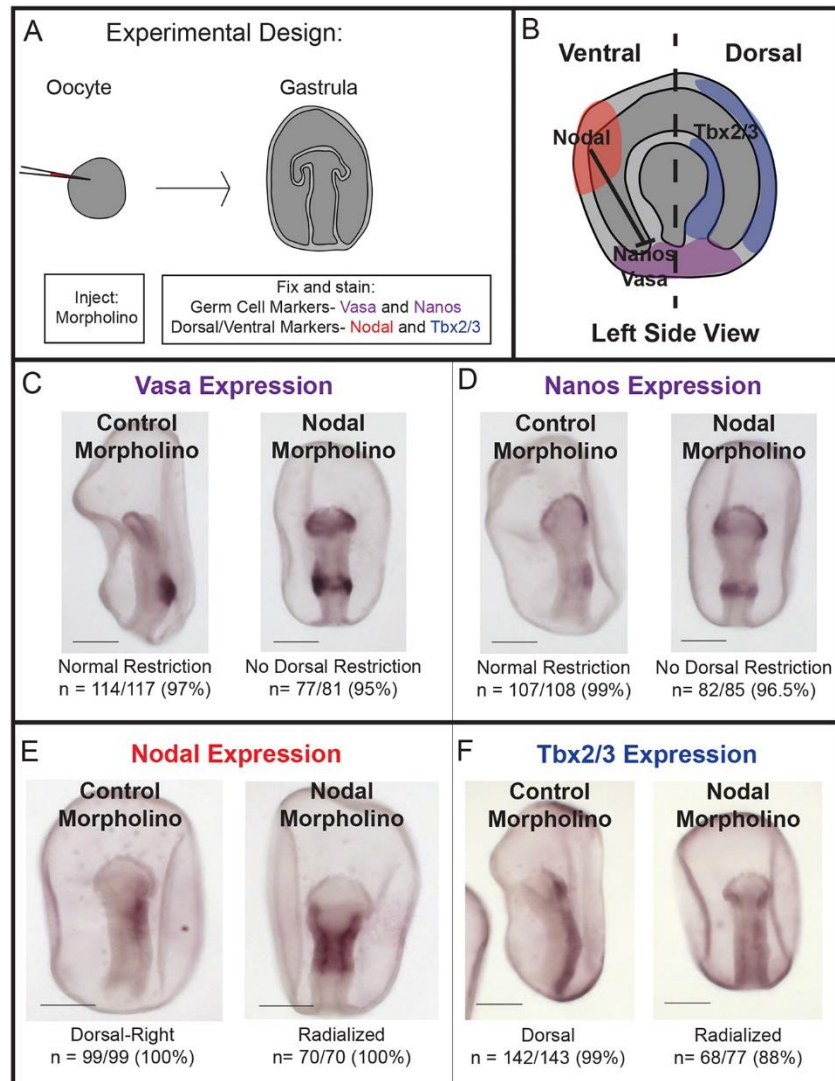 A
Experimental Design:
Oocyte
Gastrula
Inject:
Morpholino
Fix and stain:
Germ Cell Markers- Vasa and Nanos
Dorsal/Ventral Markers- Nodal and Tbx2/3
B
Ventral
Dorsal
Nodal
Tbx2/3
Nanos
Vasa
Left Side View
C
Vasa Expression
Control
Morpholino
Nodal
Morpholino
Normal Restriction
n = 114/117 (97%)
No Dorsal Restriction
n = 77/81 (95%)
D
Nanos Expression
Control
Morpholino
Nodal
Morpholino
Normal Restriction
n = 107/108 (99%)
No Dorsal Restriction
n= 82/85 (96.5%)
E
Nodal Expression
Control
Morpholino
Nodal
Morpholino
Dorsal-Right
n = 99/99 (100%)
Radialized
n= 70/70 (100%)
F
Tbx2/3 Expression
Control
Morpholino
Nodal
Morpholino
Dorsal
n = 142/143 (99%)
Radialized
n= 68/77 (88%)